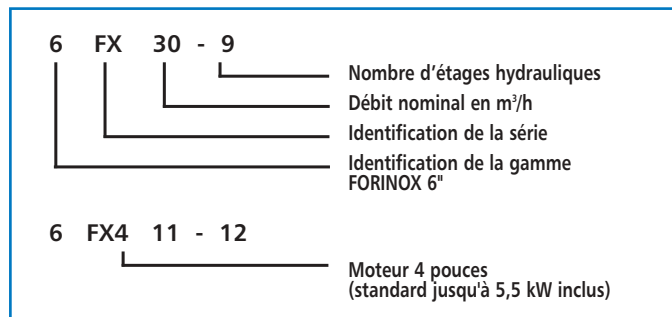 6 FX 30 - 9
Nombre d’étages hydrauliques
Débit nominal en m³/h
Identification de la série
Identification de la gamme
FORINOX 6"
6 FX4 11 - 12
Moteur 4 pouces
(standard jusqu'à 5,5 kW inclus)